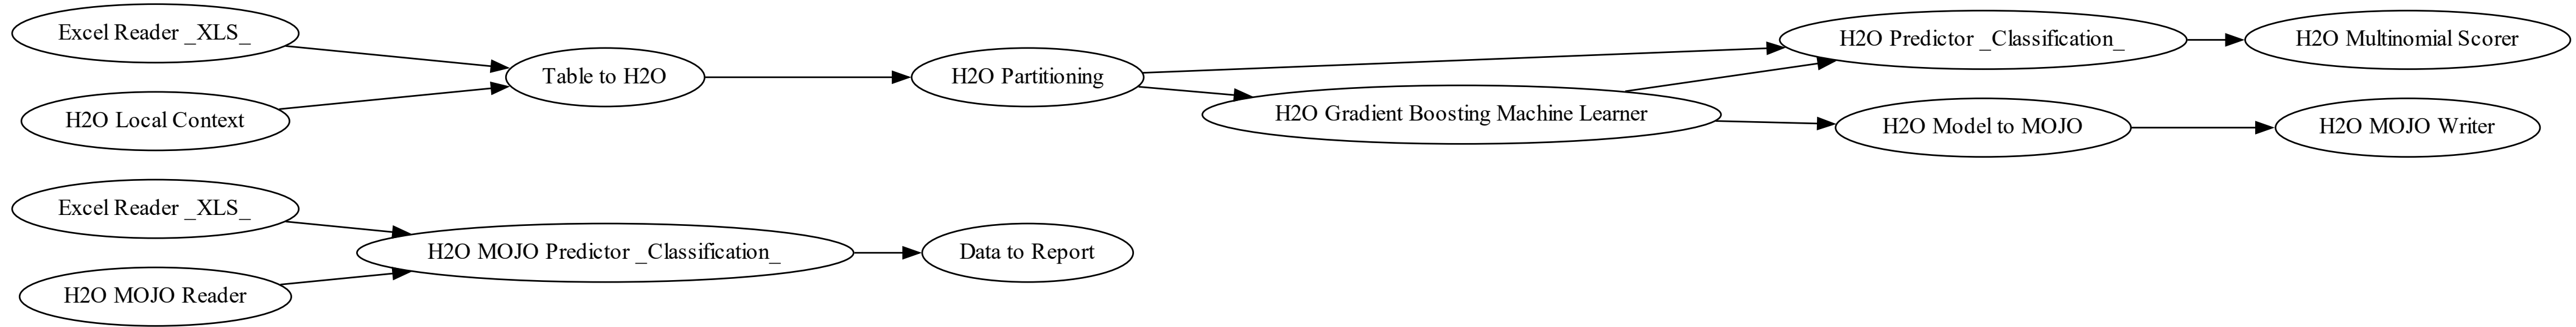 Excel Reader _XLS_
H2O Local Context
Table to H2O
H2O Partitioning
H2O Gradient Boosting Machine Learner
H2O Predictor _Classification_
H2O Multinomial Scorer
H2O Model to MOJO
H2O MOJO Writer
Excel Reader _XLS_
H2O MOJO Reader
H2O MOJO Predictor _Classification_
Data to Report